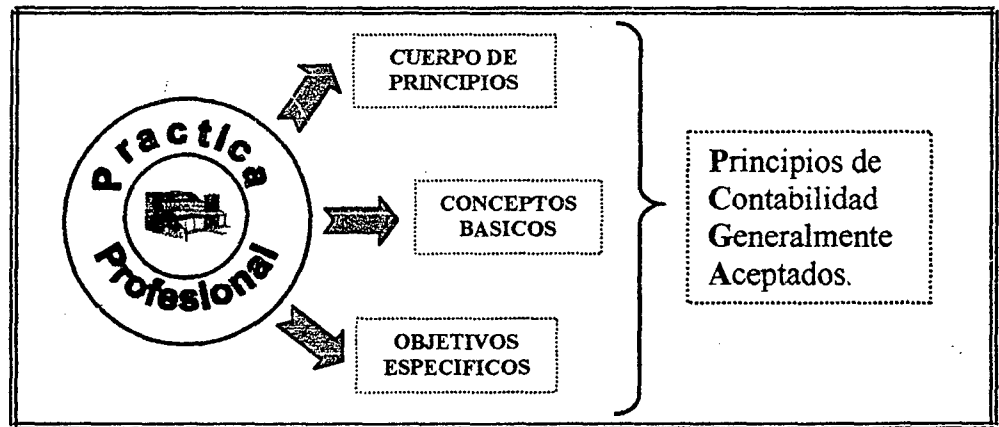 Practica
Profesional
CUERPO DE
PRINCIPIOS
CONCEPTOS
BASICOS
OBJETIVOS
ESPECIFICOS
Principios de
Contabilidad
Generalmente
Aceptados.